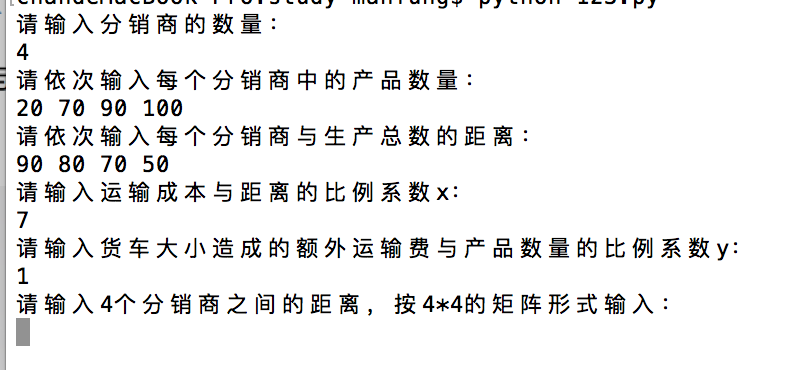 请输入分销商的数量：
4
请依次输入每个分销商中的产品数量：
20 70 90 100
请依次输入每个分销商与生产总数的距离：
90 80 70 50
请输入运输成本与距离的比例系数x：
7
请输入货车大小造成的额外运输费与产品数量的比例系数y：
1
请输入4个分销商之间的距离，按4*4的矩阵形式输入：